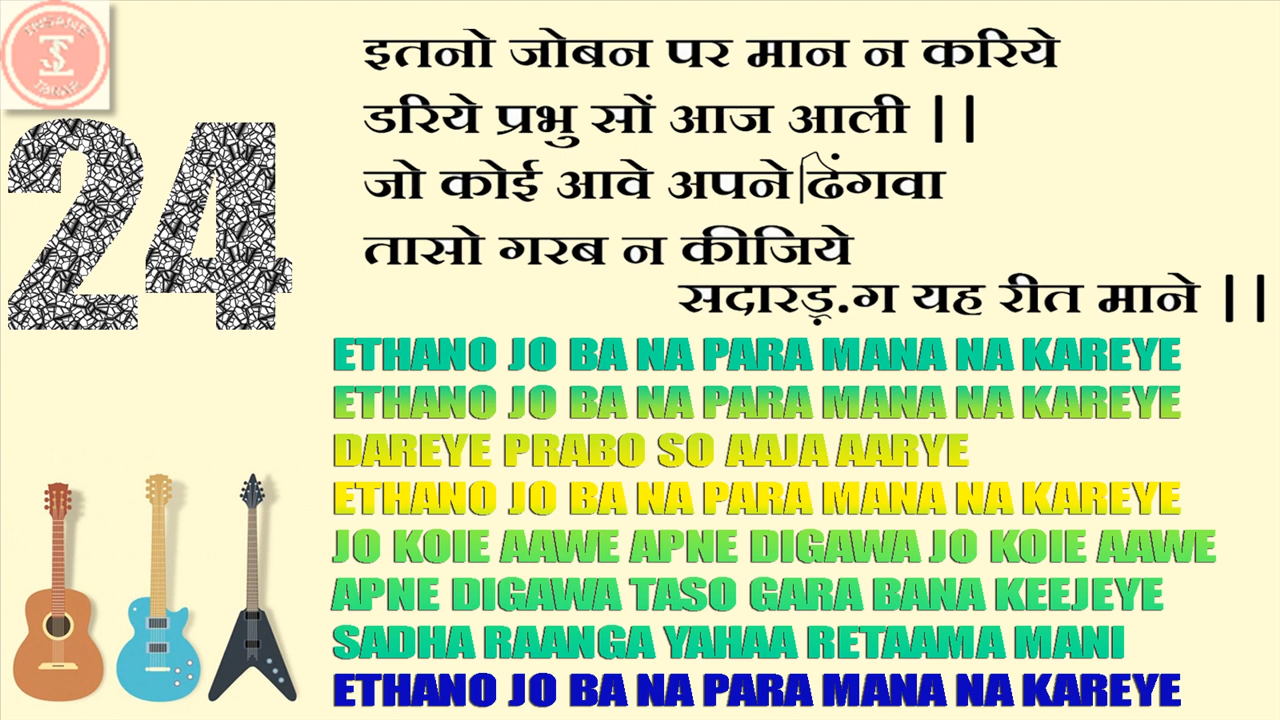 INSANE
TS
TARAF
24
इतनो जोबन पर मान न करिये
डरिये प्रभु सों आज आली ||
जो कोई आवे अपने ढिंगवा
तासो गरब न कीजिये
सदारड़.ग यह रीत माने ||
ETHANO JO BA NA PARA MANA NA KAREYE
ETHANO JO BA NA PARA MANA NA KAREYE
DAREYE PRABO SO AAJA AARYE
ETHANO JO BA NA PARA MANA NA KAREYE
JO KOIE AAWE APNE DIGAWA JO KOIE AAWE
APNE DIGAWA TASO GARA BANA KEEJEYE
SADHA RAANGA YAHAA RETAAMA MANI
ETHANO JO BA NA PARA MANA NA KAREYE